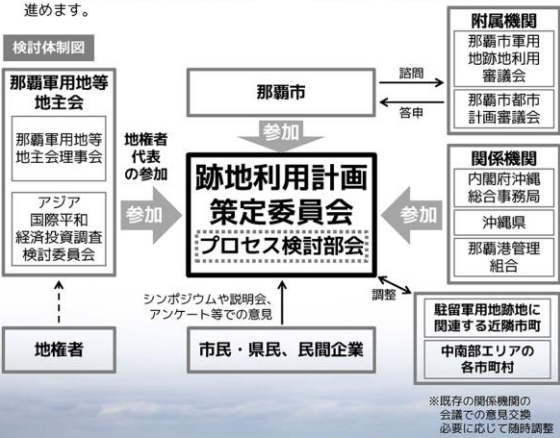 進めます。
検討体制図
那覇軍用地等
地主会
那覇軍用地等
地主会理事会
アジア
国際平和
経済投資調査
検討委員会
地権者
地権者
代表
の参加
参加
那覇市
参加
跡地利用計画
策定委員会
プロセス検討部会
シンポジウムや説明会、
アンケート等での意見
市民・県民、民間企業
諮問
答申
附属機関
那覇市軍用
地跡地利用
審議会
那覇市都市
計画審議会
参加
関係機関
内閣府沖縄
総合事務局
沖縄県
那覇港管理
組合
調整
駐留軍用地跡地に
関連する近隣市町
中南部エリアの
各市町村
※既存の関係機関の
会議での意見交換
必要に応じて随時調整